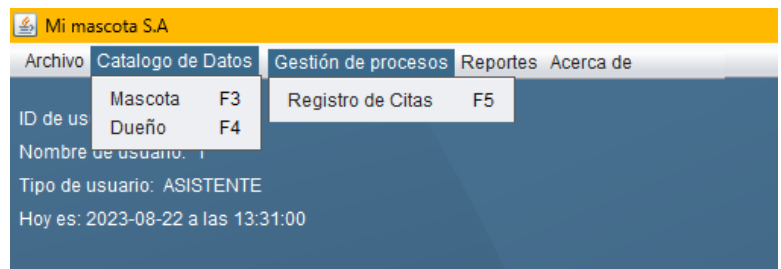 Mi mascota S.A
Archivo Catalogo de Datos Gestión de procesos Reportes Acerca de
Mascota F3
Dueño F4
Registro de Citas F5
ID de us
Nombre de usuario: 1
Tipo de usuario: ASISTENTE
Hoy es: 2023-08-22 a las 13:31:00